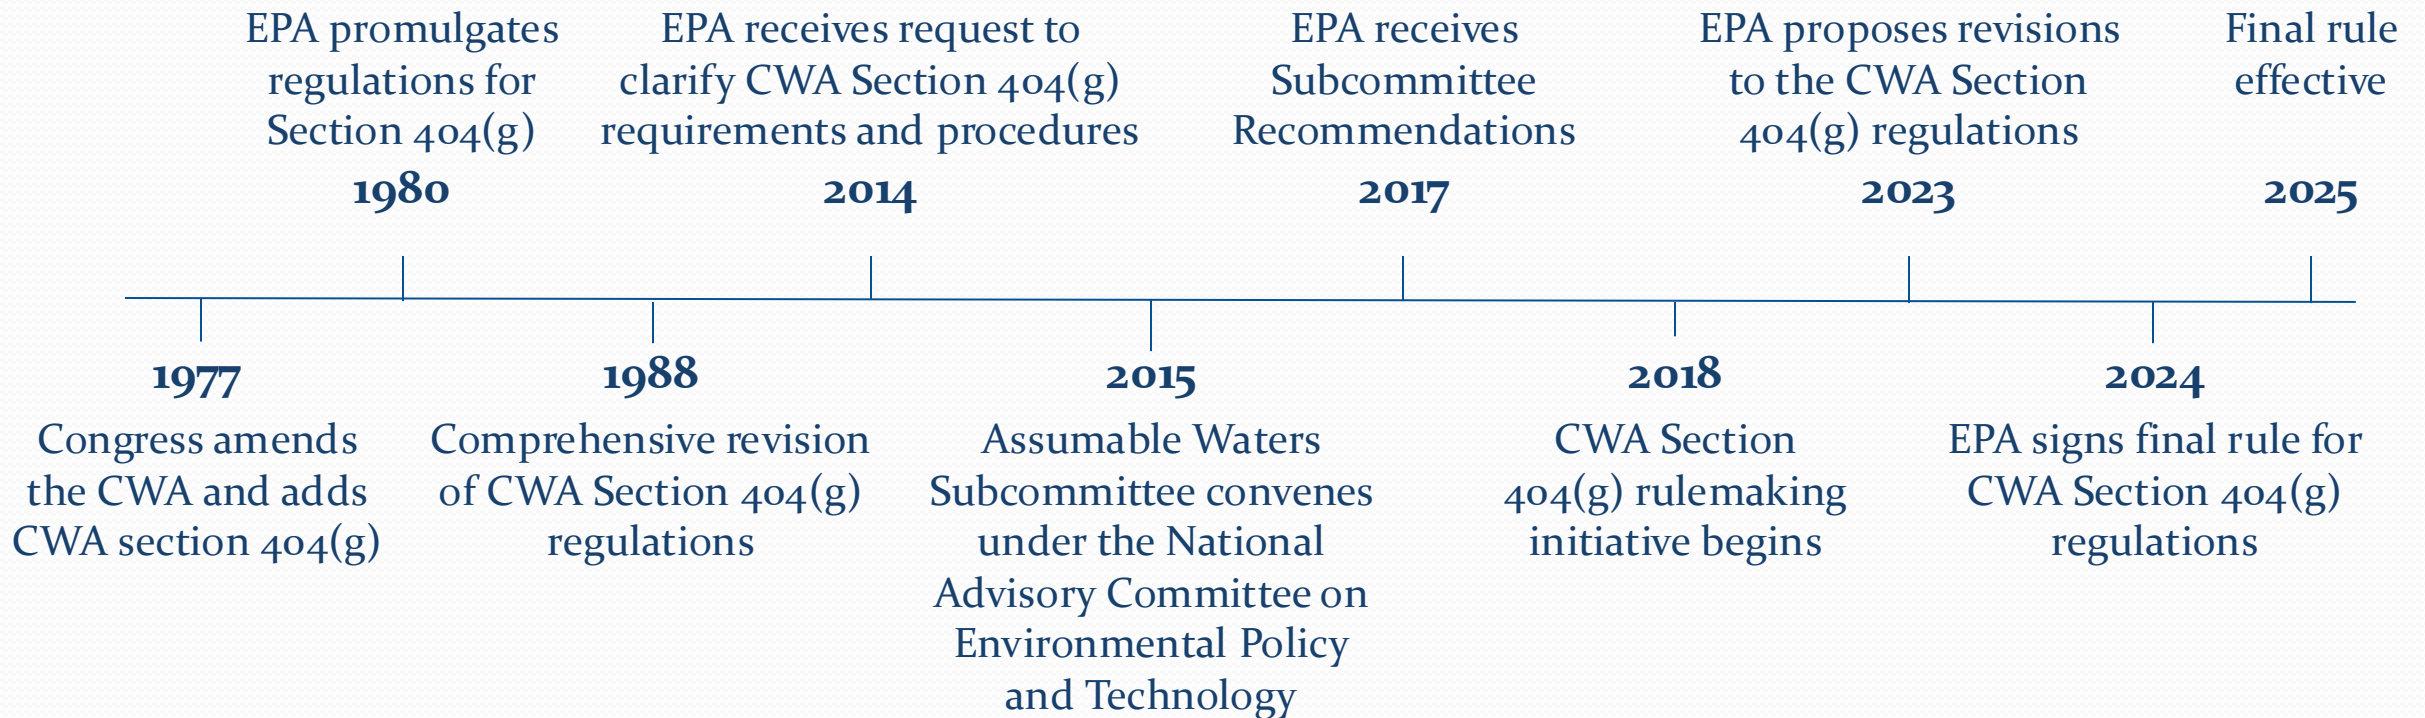 EPA promulgates
regulations for
Section 404(g)
1980
EPA receives request to
clarify CWA Section 404(g)
requirements and procedures
2014
EPA receives
Subcommittee
Recommendations
2017
EPA proposes revisions
to the CWA Section
404(g) regulations
2023
Final rule
effective
2025
1977
Congress amends
the CWA and adds
CWA section 404(g)
1988
Comprehensive revision
of CWA Section 404(g)
regulations
2015
Assumable Waters
Subcommittee convenes
under the National
Advisory Committee on
Environmental Policy
and Technology
2018
CWA Section
404(g) rulemaking
initiative begins
2024
EPA signs final rule for
CWA Section 404(g)
regulations